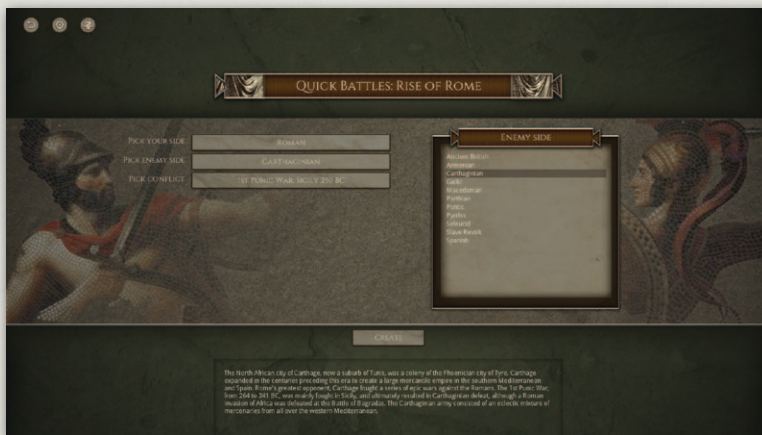 QUICK BATTLES: RISE OF ROME
PICK YOUR SIDE ROMAN
PICK ENEMY SIDE CARTHAGINIAN
PICK CONFLICT 1ST PUNIC WAR, SICILY 250 BC
ENEMY SIDE
Ancient British
Armenian
Carthaginian
Gallic
Macedonian
Parthian
Pontic
Pyrrhic
Seleucid
Slave Revolt
Spanish
CREATE
The North African city of Carthage, now a suburb of Tunis, was a colony of the Phoenician city of Tyre. Carthage
expanded in the centuries preceding this era to create a large mercantile empire in the southern Mediterranean
and Spain. Rome's greatest opponent, Carthage fought a series of epic wars against the Romans. The 1st Punic War,
from 264 to 241 BC, was mainly fought in Sicily, and ultimately resulted in Carthaginian defeat, although a Roman
invasion of Africa was defeated at the Battle of Bagradas. The Carthaginian army consisted of an eclectic mixture of
mercenaries from all over the western Mediterranean.